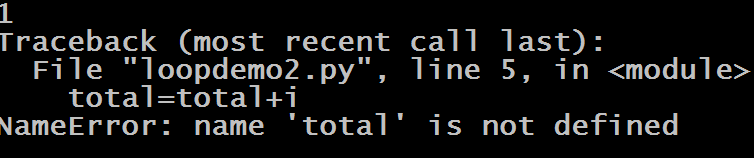 1
Traceback (most recent call last):
  File "loopdemo2.py", line 5, in <module>
    total=total+i
NameError: name 'total' is not defined